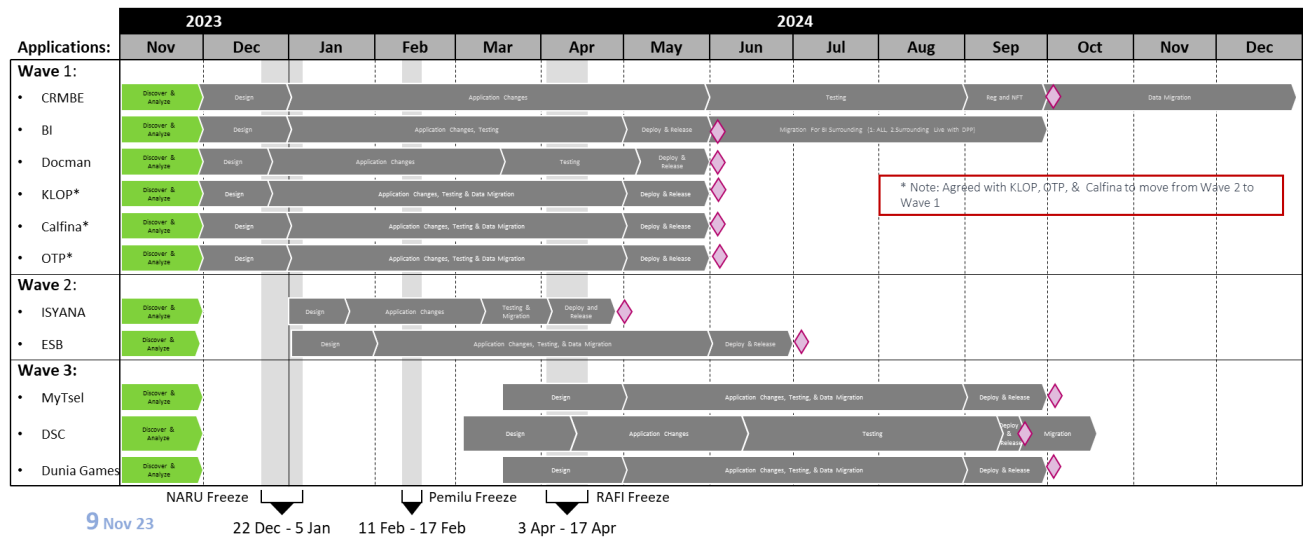 2023 2024
Applications: Nov Dec Jan Feb Mar Apr May Jun Jul Aug Sep Oct Nov Dec
Wave 1:
• CRMBE Discover & Analyze Design Application Changes Testing Reg and NFT Data Migration
• BI Discover & Analyze Design Application Changes, Testing Deploy & Release Migration For BI Surrounding (1: ALL, 2.Surrounding Live with DPP)
• Docman Discover & Analyze Design Application Changes Testing Deploy & Release
• KLOP* Discover & Analyze Design Application Changes, Testing & Data Migration Deploy & Release
* Note: Agreed with KLOP, OTP, & Calfina to move from Wave 2 to
Wave 1
• Calfina* Discover & Analyze Design Application Changes, Testing & Data Migration Deploy & Release
• OTP* Discover & Analyze Design Application Changes, Testing & Data Migration Deploy & Release
Wave 2:
• ISYANA Discover & Analyze Design Application Changes Testing & Migration Deploy and Release
• ESB Discover & Analyze Design Application Changes, Testing, & Data Migration Deploy & Release
Wave 3:
• MyTsel Discover & Analyze Design Application Changes, Testing, & Data Migration Deploy & Release
• DSC Discover & Analyze Design Application Changes Testing Deploy & Release Migration
• Dunia Games Discover & Analyze Design Application Changes, Testing, & Data Migration Deploy & Release
NARU Freeze Pemilu Freeze RAFI Freeze
9 Nov 23 22 Dec - 5 Jan 11 Feb - 17 Feb 3 Apr - 17 Apr